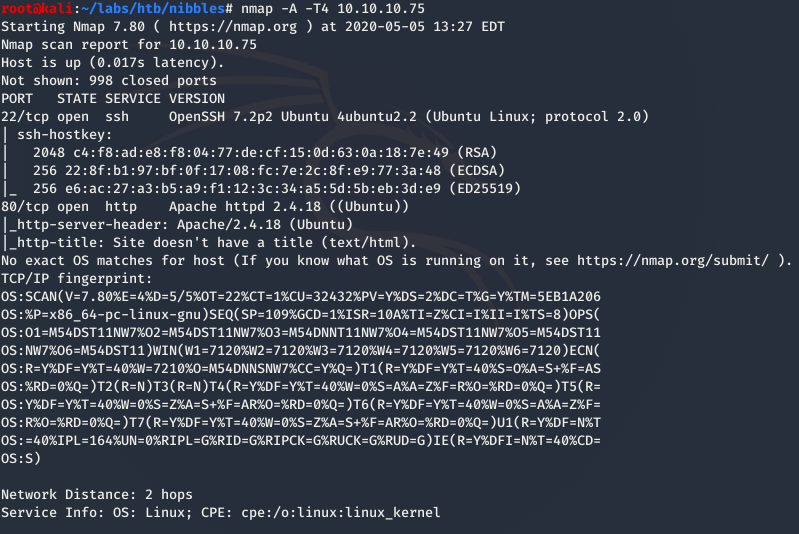 root@kali:~/labs/htb/nibbles# nmap -A -T4 10.10.10.75
Starting Nmap 7.80 ( https://nmap.org ) at 2020-05-05 13:27 EDT
Nmap scan report for 10.10.10.75
Host is up (0.017s latency).
Not shown: 998 closed ports
PORT   STATE SERVICE VERSION
22/tcp open  ssh     OpenSSH 7.2p2 Ubuntu 4ubuntu2.2 (Ubuntu Linux; protocol 2.0)
| ssh-hostkey:
|   2048 c4:f8:ad:e8:f8:04:77:de:cf:15:0d:63:0a:18:7e:49 (RSA)
|   256 22:8f:b1:97:bf:0f:17:08:fc:7e:2c:8f:e9:77:3a:48 (ECDSA)
|_  256 e6:ac:27:a3:b5:a9:f1:12:3c:34:a5:5d:5b:eb:3d:e9 (ED25519)
80/tcp open  http    Apache httpd 2.4.18 ((Ubuntu))
|_http-server-header: Apache/2.4.18 (Ubuntu)
|_http-title: Site doesn't have a title (text/html).
No exact OS matches for host (If you know what OS is running on it, see https://nmap.org/submit/ ).
TCP/IP fingerprint:
OS:SCAN(V=7.80%E=4%D=5/5%OT=22%CT=1%CU=32432%PV=Y%DS=2%DC=T%G=Y%TM=5EB1A206
OS:%P=x86_64-pc-linux-gnu)SEQ(SP=109%GCD=1%ISR=10A%TI=Z%CI=I%II=I%TS=8)OPS(
OS:O1=M54DST11NW7%O2=M54DST11NW7%O3=M54DNNT11NW7%O4=M54DST11NW7%O5=M54DST11
OS:NW7%O6=M54DST11)WIN(W1=7120%W2=7120%W3=7120%W4=7120%W5=7120%W6=7120)ECN(
OS:R=Y%DF=Y%T=40%W=7210%O=M54DNNSNW7%CC=Y%Q=)T1(R=Y%DF=Y%T=40%S=O%A=S+%F=AS
OS:%RD=0%Q=)T2(R=N)T3(R=N)T4(R=Y%DF=Y%T=40%W=0%S=A%A=Z%F=R%O=%RD=0%Q=)T5(R=
OS:Y%DF=Y%T=40%W=0%S=Z%A=S+%F=AR%O=%RD=0%Q=)T6(R=Y%DF=Y%T=40%W=0%S=A%A=Z%F=
OS:R%O=%RD=0%Q=)T7(R=Y%DF=Y%T=40%W=0%S=Z%A=S+%F=AR%O=%RD=0%Q=)U1(R=Y%DF=N%T
OS:=40%IPL=164%UN=0%RIPL=G%RID=G%RIPCK=G%RUCK=G%RUD=G)IE(R=Y%DFI=N%T=40%CD=
OS:S)
Network Distance: 2 hops
Service Info: OS: Linux; CPE: cpe:/o:linux:linux_kernel